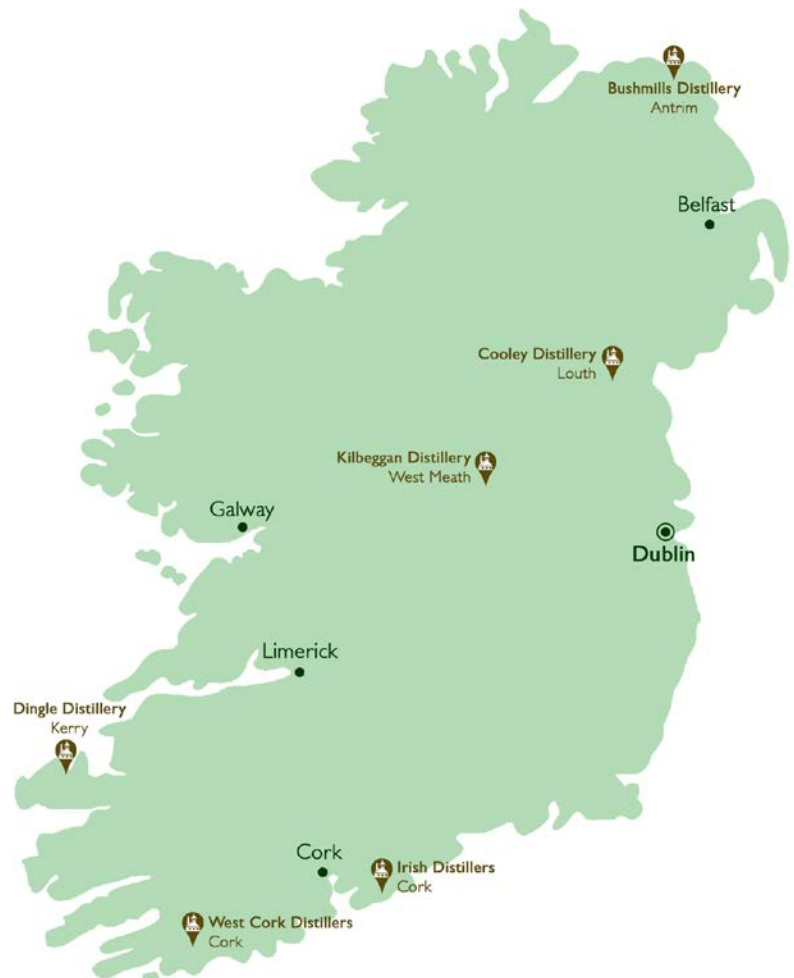 Bushmills Distillery
Antrim
Belfast
Cooley Distillery
Louth
Kilbeggan Distillery
West Meath
Galway
Dublin
Limerick
Dingle Distillery
Kerry
Cork
Irish Distillers
Cork
West Cork Distillers
Cork